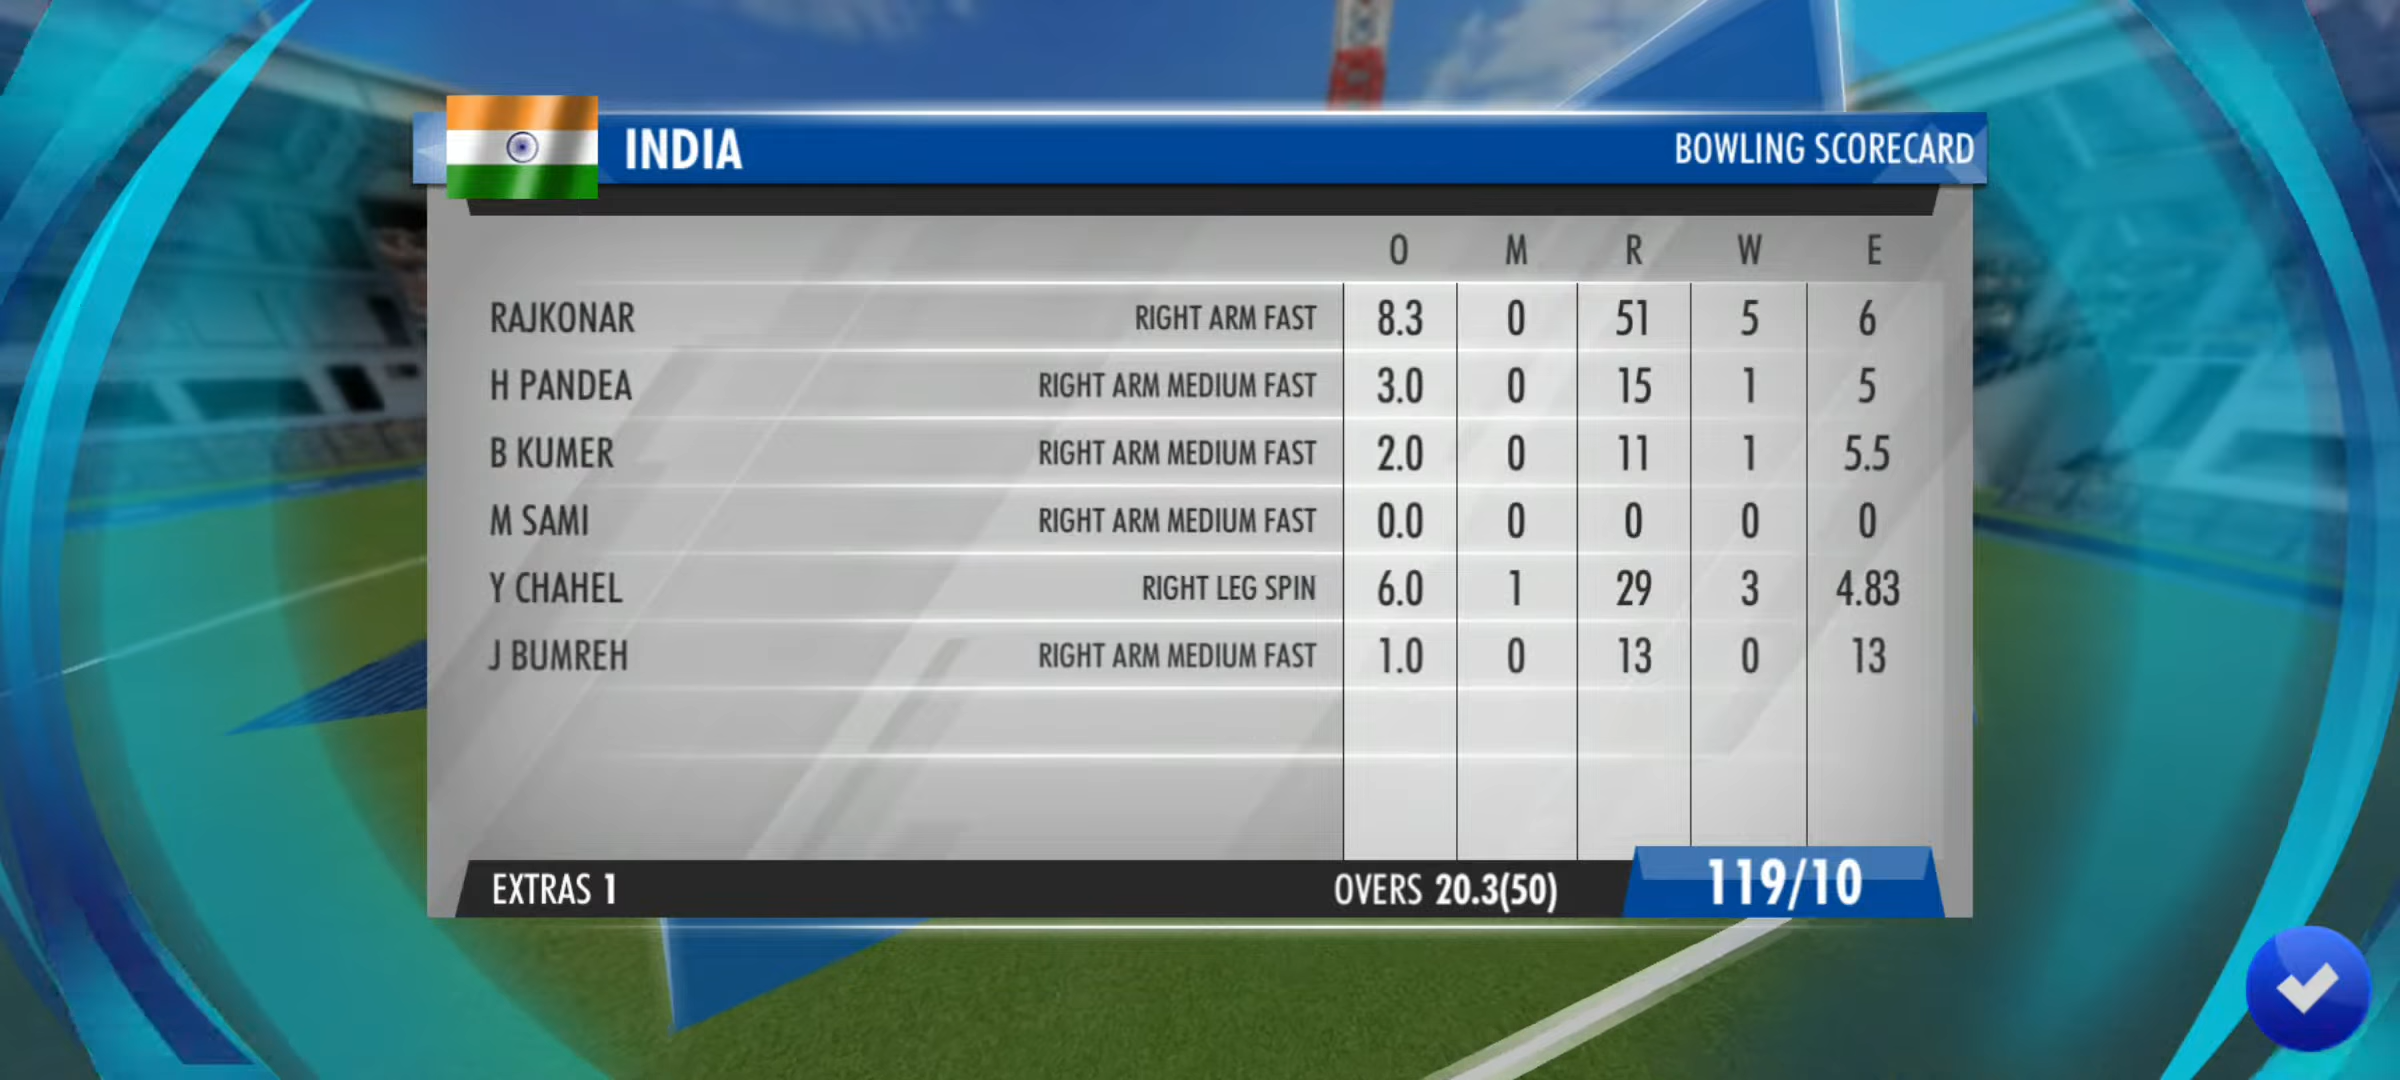 INDIA BOWLING SCORECARD
O M R W E
RAJKONAR RIGHT ARM FAST 8.3 0 51 5 6
H PANDEA RIGHT ARM MEDIUM FAST 3.0 0 15 1 5
B KUMER RIGHT ARM MEDIUM FAST 2.0 0 11 1 5.5
M SAMI RIGHT ARM MEDIUM FAST 0.0 0 0 0 0
Y CHAHEL RIGHT LEG SPIN 6.0 1 29 3 4.83
J BUMREH RIGHT ARM MEDIUM FAST 1.0 0 13 0 13
EXTRAS 1 OVERS 20.3(50) 119/10